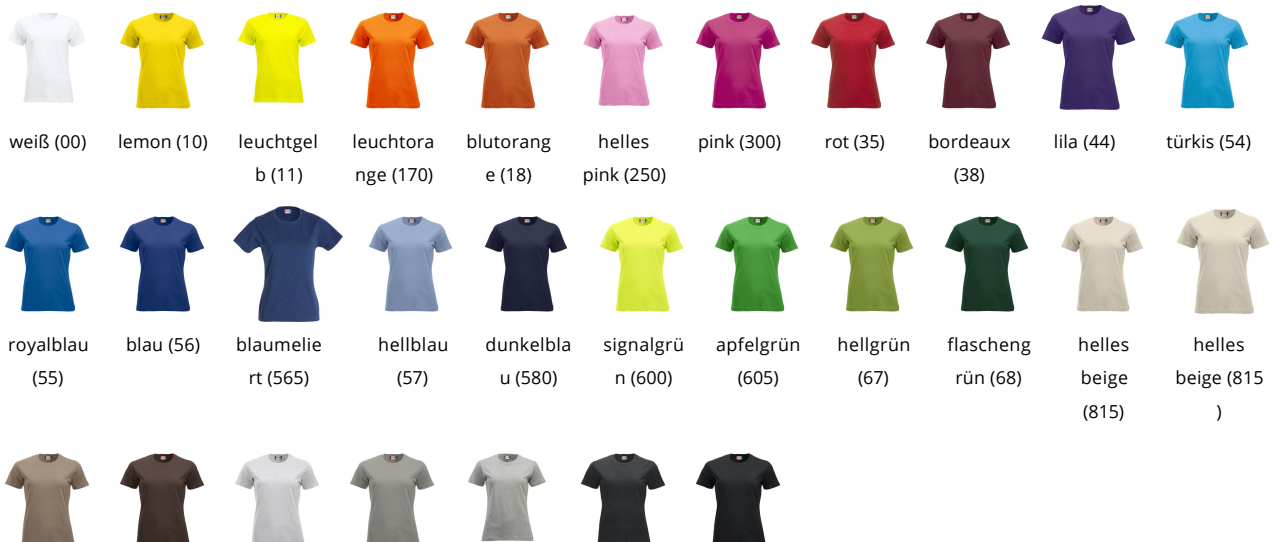 weiß (00) lemon (10) leuchtgel leuchtora blutorang helles pink (300) rot (35) bordeaux lila (44) türkis (54)
b (11) nge (170) e (18) pink (250) (38)
royalblau blau (56) blaumelie hellblau dunkelbla signalgrü apfelgrün hellgrün flascheng helles helles
(55) rt (565) (57) u (580) n (600) (605) (67) rün (68) beige beige (815
(815) )